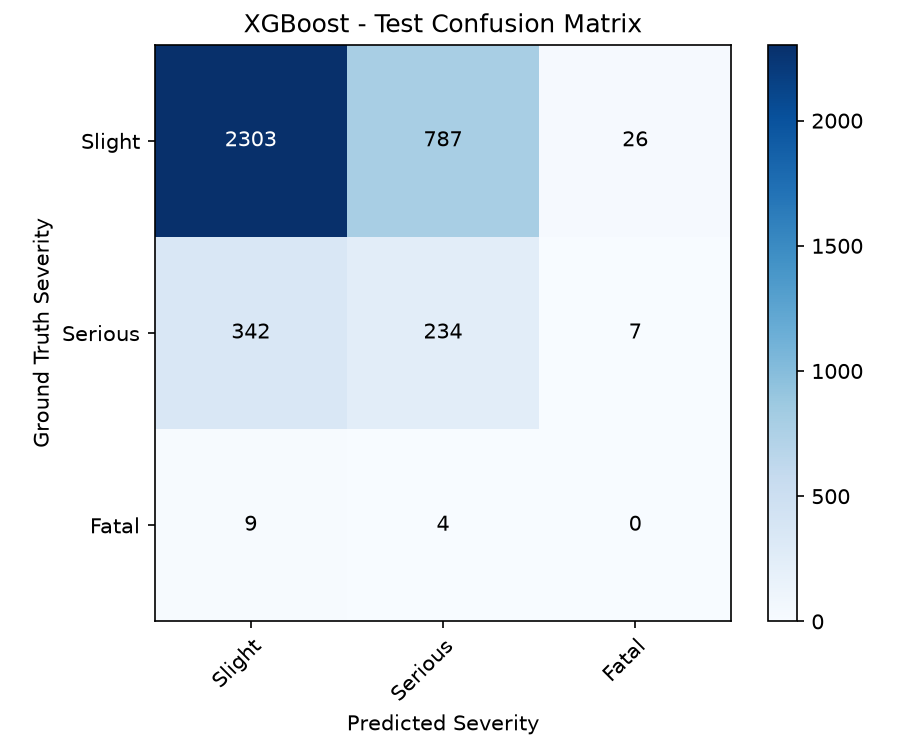 XGBoost - Test Confusion Matrix
Ground Truth Severity
Slight
2303
787
26
Serious
342
234
7
Fatal
9
4
0
Slight
Serious
Fatal
Predicted Severity
2000
1500
1000
500
0